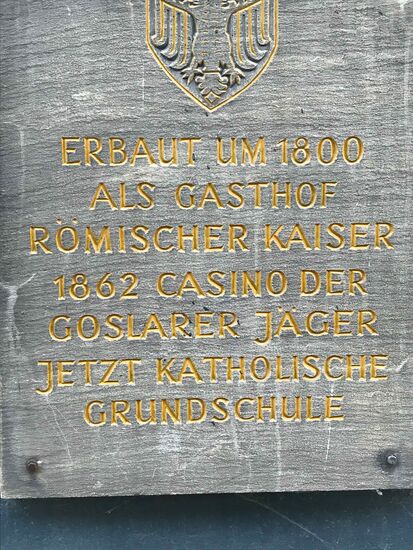 ERBAUT UM 1800
ALS GASTHOF
RÖMISCHER KAISER
1862 CASINO DER
GOSLARER JÄGER
JETZT KATHOLISCHE
GRUNDSCHULE